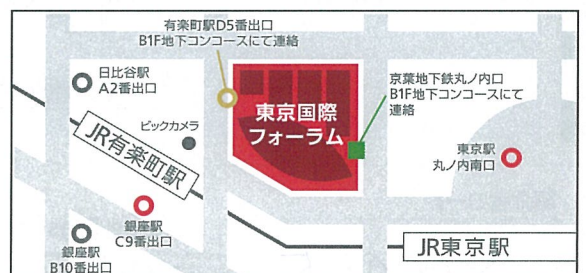 有楽町駅D5番出口
B1F地下コンコースにて連絡
日比谷駅
A2番出口
京葉地下鉄丸ノ内口
B1F地下コンコースにて
連絡
東京国際
フォーラム
ビックカメラ
JR有楽町駅
東京駅
丸ノ内南口
銀座駅
C9番出口
銀座駅
B10番出口
JR東京駅